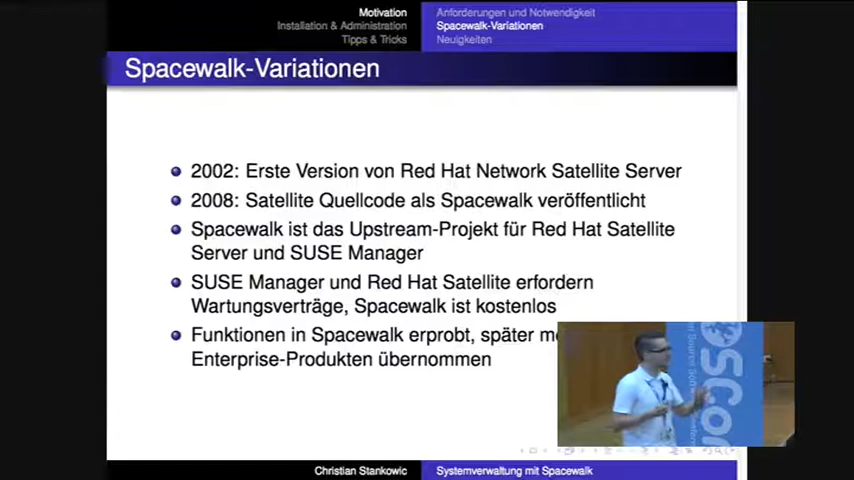 Motivation
Installation & Administration
Tipps & Tricks
Anforderungen und Notwendigkeit
Spacewalk-Variationen
Neuigkeiten
Spacewalk-Variationen
2002: Erste Version von Red Hat Network Satellite Server
2008: Satellite Quellcode als Spacewalk veröffentlicht
Spacewalk ist das Upstream-Projekt für Red Hat Satellite
Server und SUSE Manager
SUSE Manager und Red Hat Satellite erfordern
Wartungsverträge, Spacewalk ist kostenlos
Funktionen in Spacewalk erprobt, später
Enterprise-Produkten übernommen
Christian Stankowic
Systemverwaltung mit Spacewalk